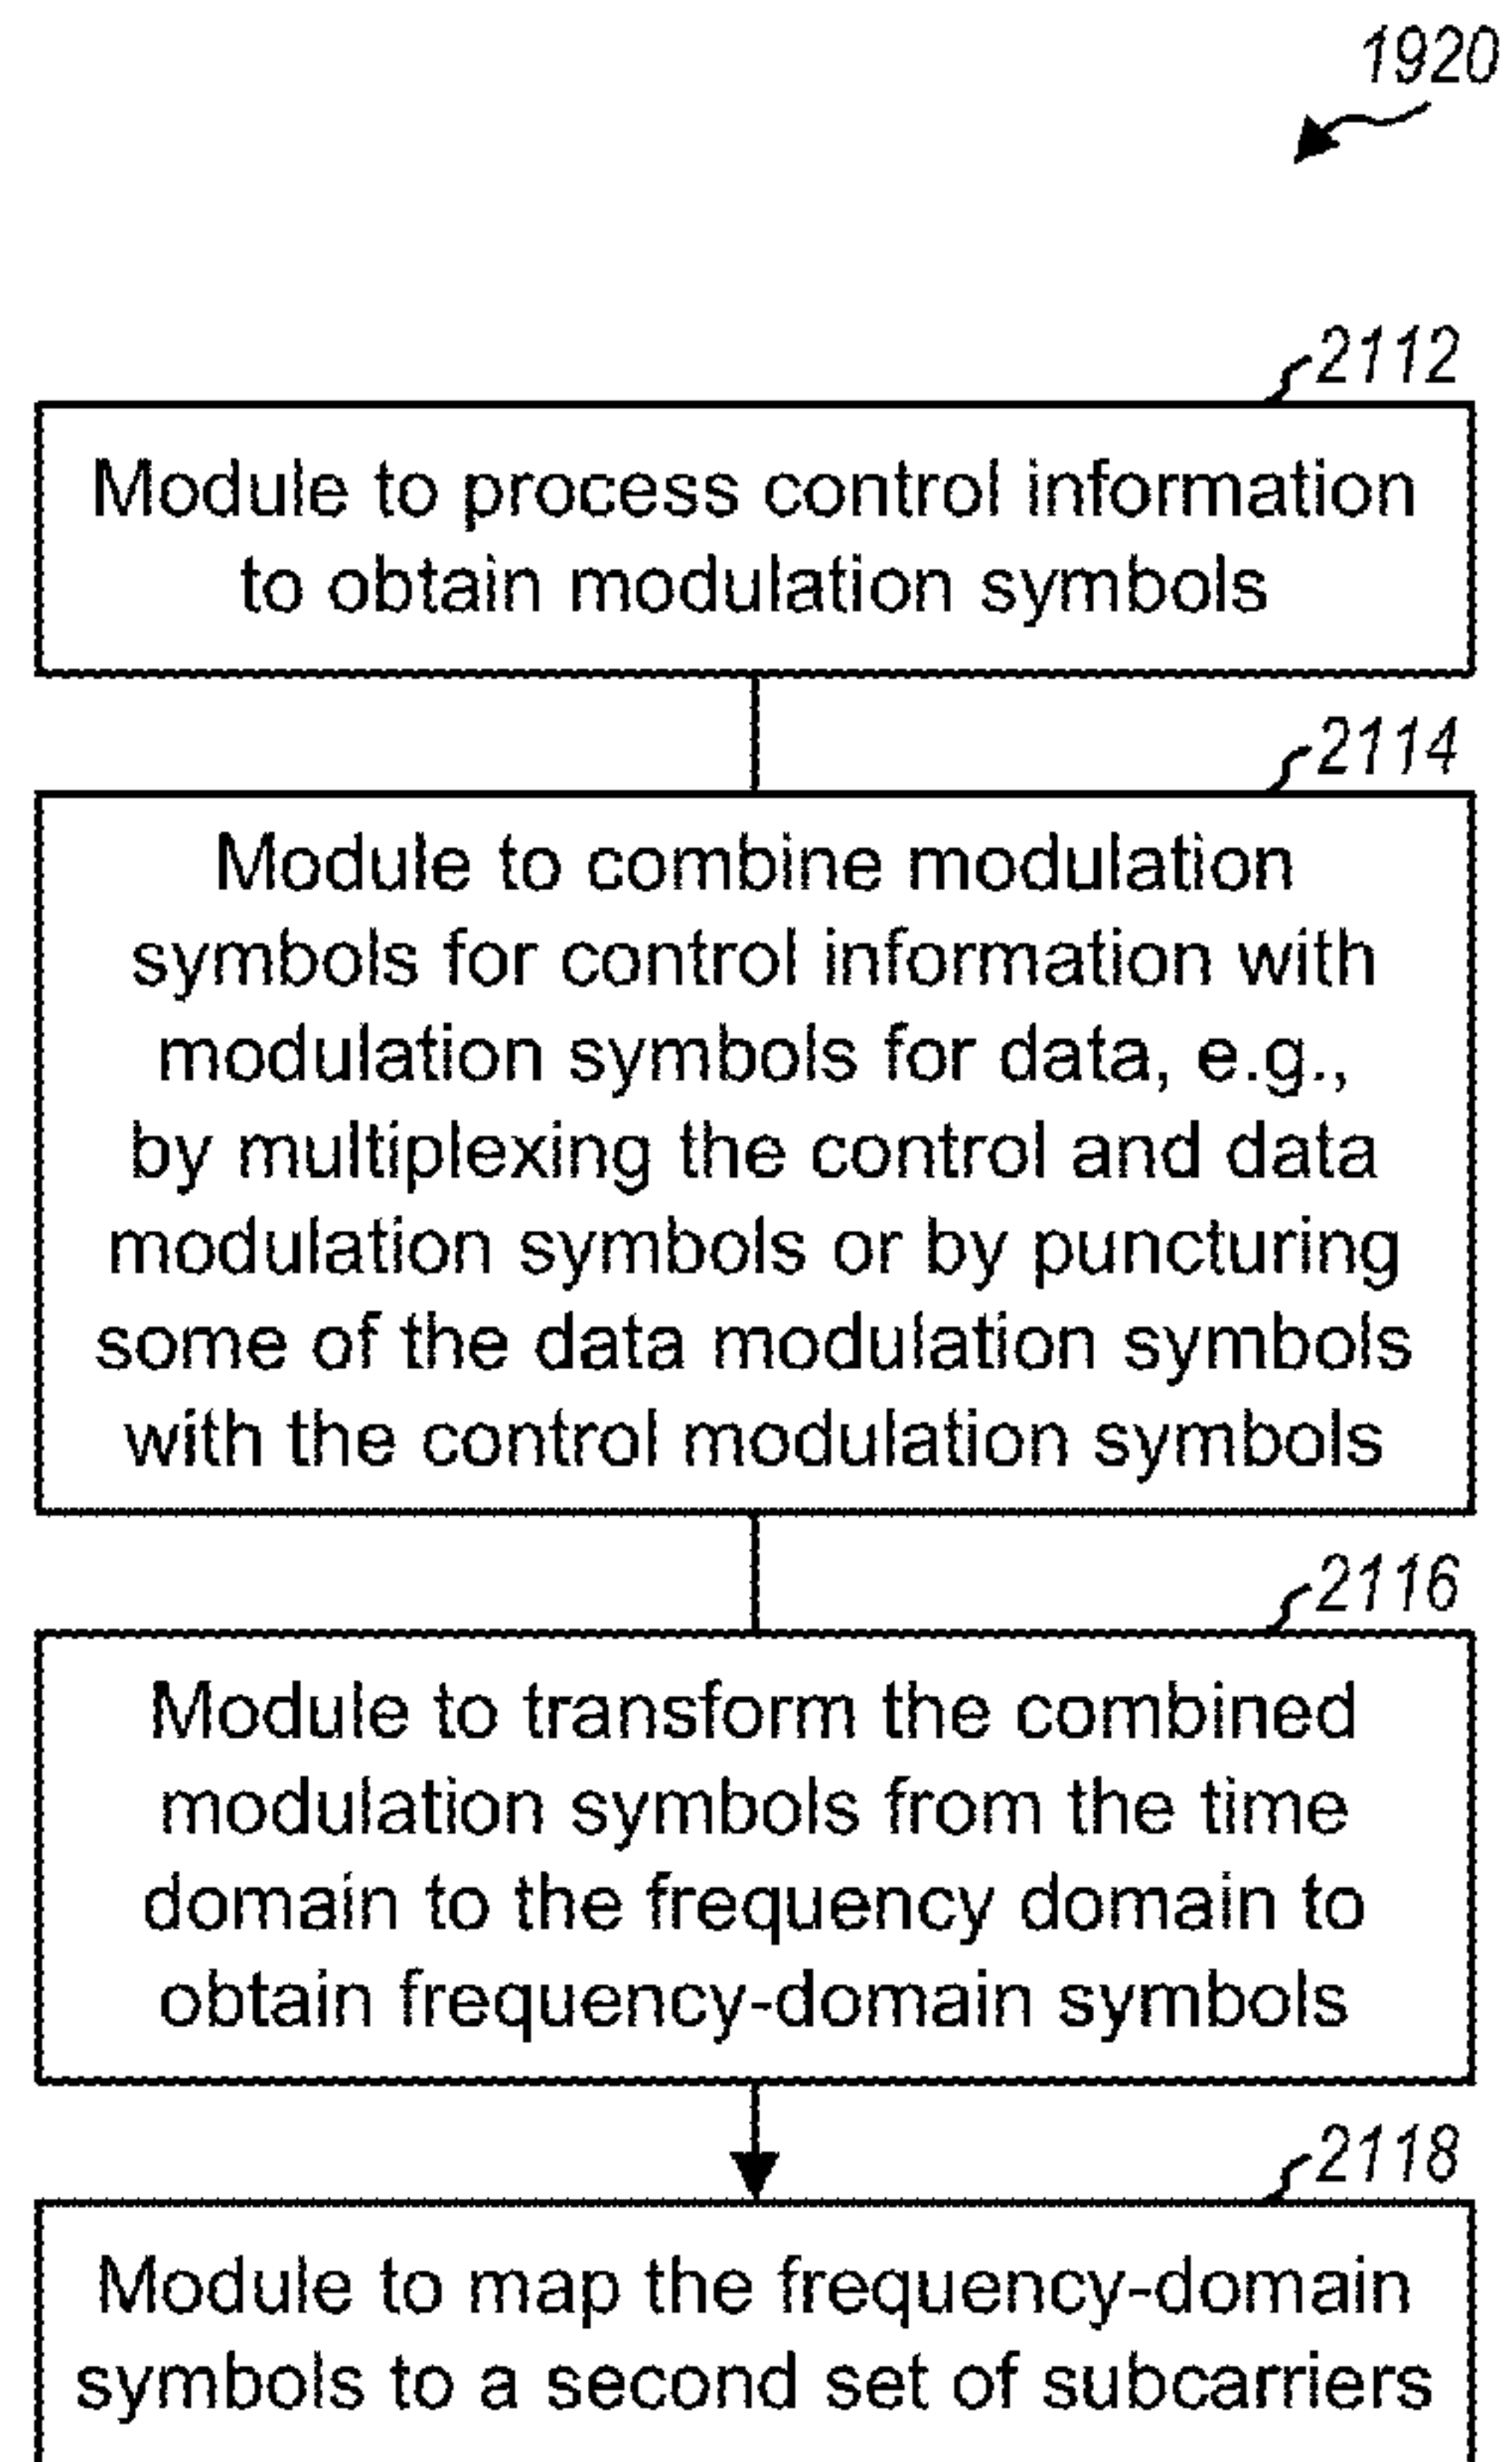 1920
2112
Module to process control information
to obtain modulation symbols
2114
Module to combine modulation
symbols for control information with
modulation symbols for data, e.g.,
by multiplexing the control and data
modulation symbols or by puncturing
some of the data modulation symbols
with the control modulation symbols
2116
Module to transform the combined
modulation symbols from the time
domain to the frequency domain to
obtain frequency-domain symbols
2118
Module to map the frequency-domain
symbols to a second set of subcarriers